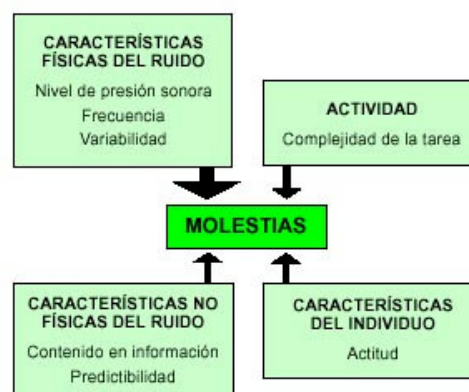 CARACTERÍSTICAS
FÍSICAS DEL RUIDO
Nivel de presión sonora
Frecuencia
Variabilidad
ACTIVIDAD
Complejidad de la tarea
MOLESTIAS
CARACTERÍSTICAS NO
FÍSICAS DEL RUIDO
Contenido en información
Predictibilidad
CARACTERÍSTICAS
DEL INDIVIDUO
Actitud